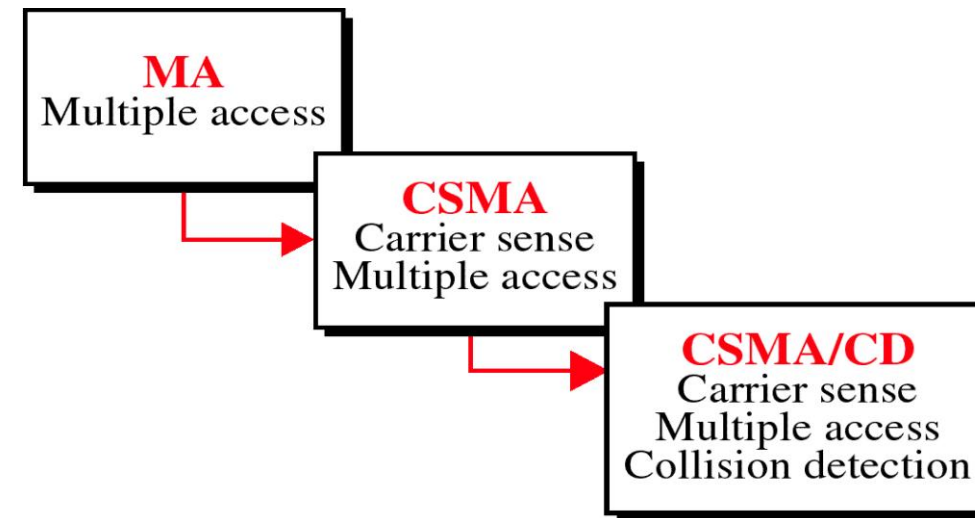 MA
Multiple access
CSMA
Carrier sense
Multiple access
CSMA/CD
Carrier sense
Multiple access
Collision detection